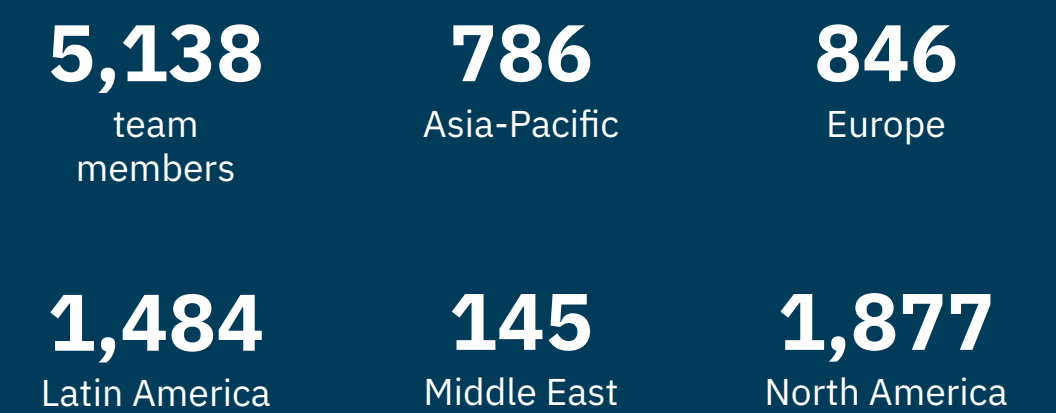 5,138
team
members
786
Asia-Pacific
846
Europe
1,484
Latin America
145
Middle East
1,877
North America